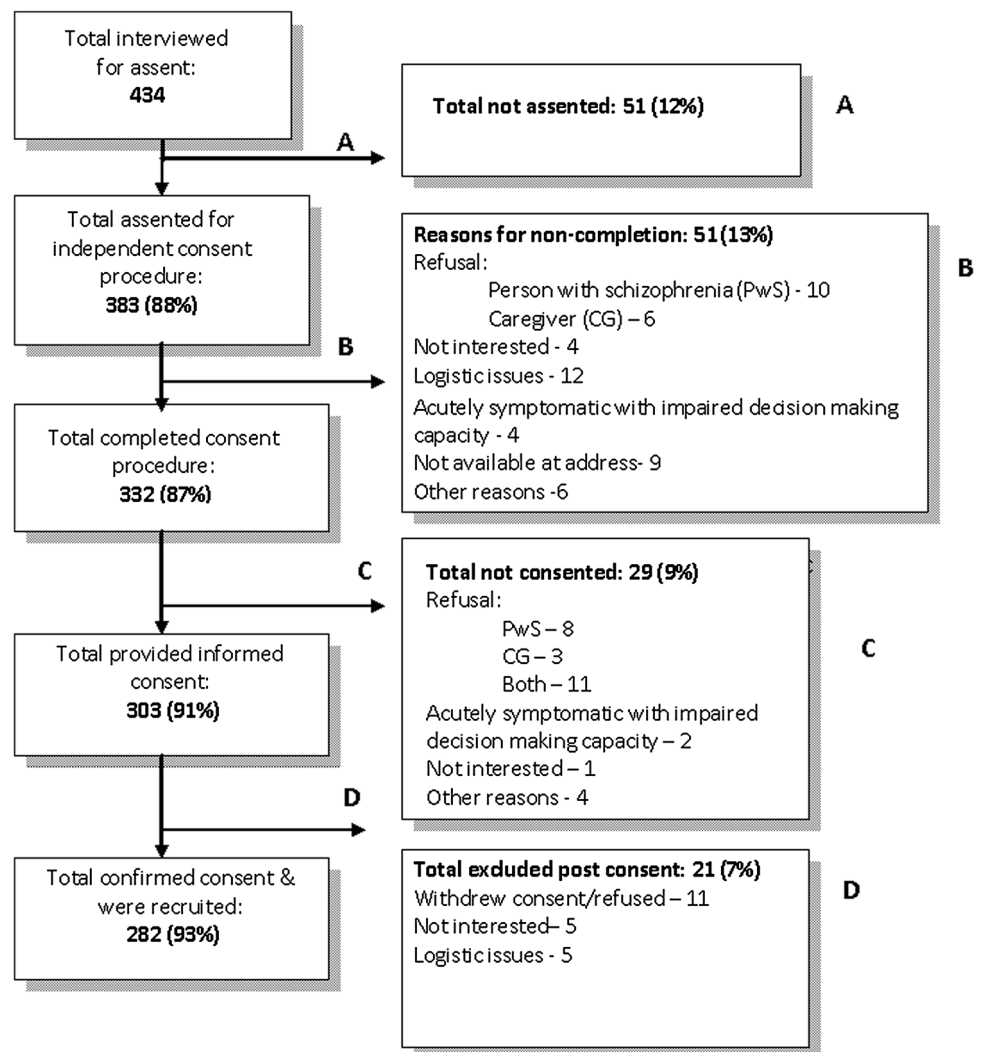 Total interviewed
for assent:
434
Total not assented: 51 (12%)
A
A
Total assented for
independent consent
procedure:
383 (88%)
Reasons for non-completion: 51 (13%)
Refusal:
Person with schizophrenia (PwS) - 10
Caregiver (CG) – 6
Not interested - 4
Logistic issues - 12
Acutely symptomatic with impaired decision making
capacity - 4
Not available at address- 9
Other reasons -6
B
B
Total completed consent
procedure:
332 (87%)
Total not consented: 29 (9%)
Refusal:
PwS – 8
CG – 3
Both – 11
Acutely symptomatic with impaired
decision making capacity – 2
Not interested – 1
Other reasons - 4
C
C
Total provided informed
consent:
303 (91%)
D
Total excluded post consent: 21 (7%)
Withdrew consent/refused – 11
Not interested– 5
Logistic issues - 5
D
Total confirmed consent &
were recruited:
282 (93%)